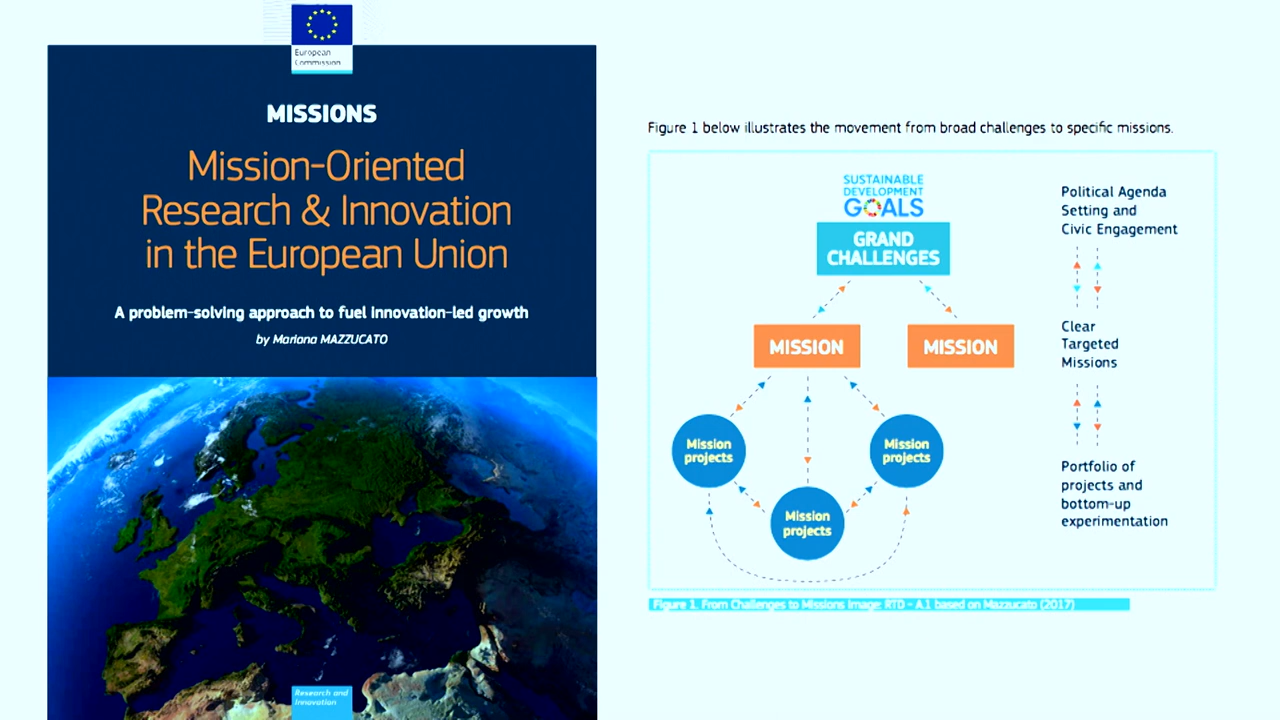 European
Commission
MISSIONS
Mission-Oriented
Research & Innovation
in the European Union
A problem-solving approach to fuel innovation-led growth
by Mariana MAZZUCATO
Research and
Innovation
Figure 1 below illustrates the movement from broad challenges to specific missions.
SUSTAINABLE
DEVELOPMENT
GOALS
GRAND
CHALLENGES
MISSION
MISSION
Mission
projects
Mission
projects
Mission
projects
Political Agenda
Setting and
Civic Engagement
Clear
Targeted
Missions
Portfolio of
projects and
bottom-up
experimentation
Figure 1. From Challenges to Missions Image: RTD - A.1 based on Mazzucato (2017)